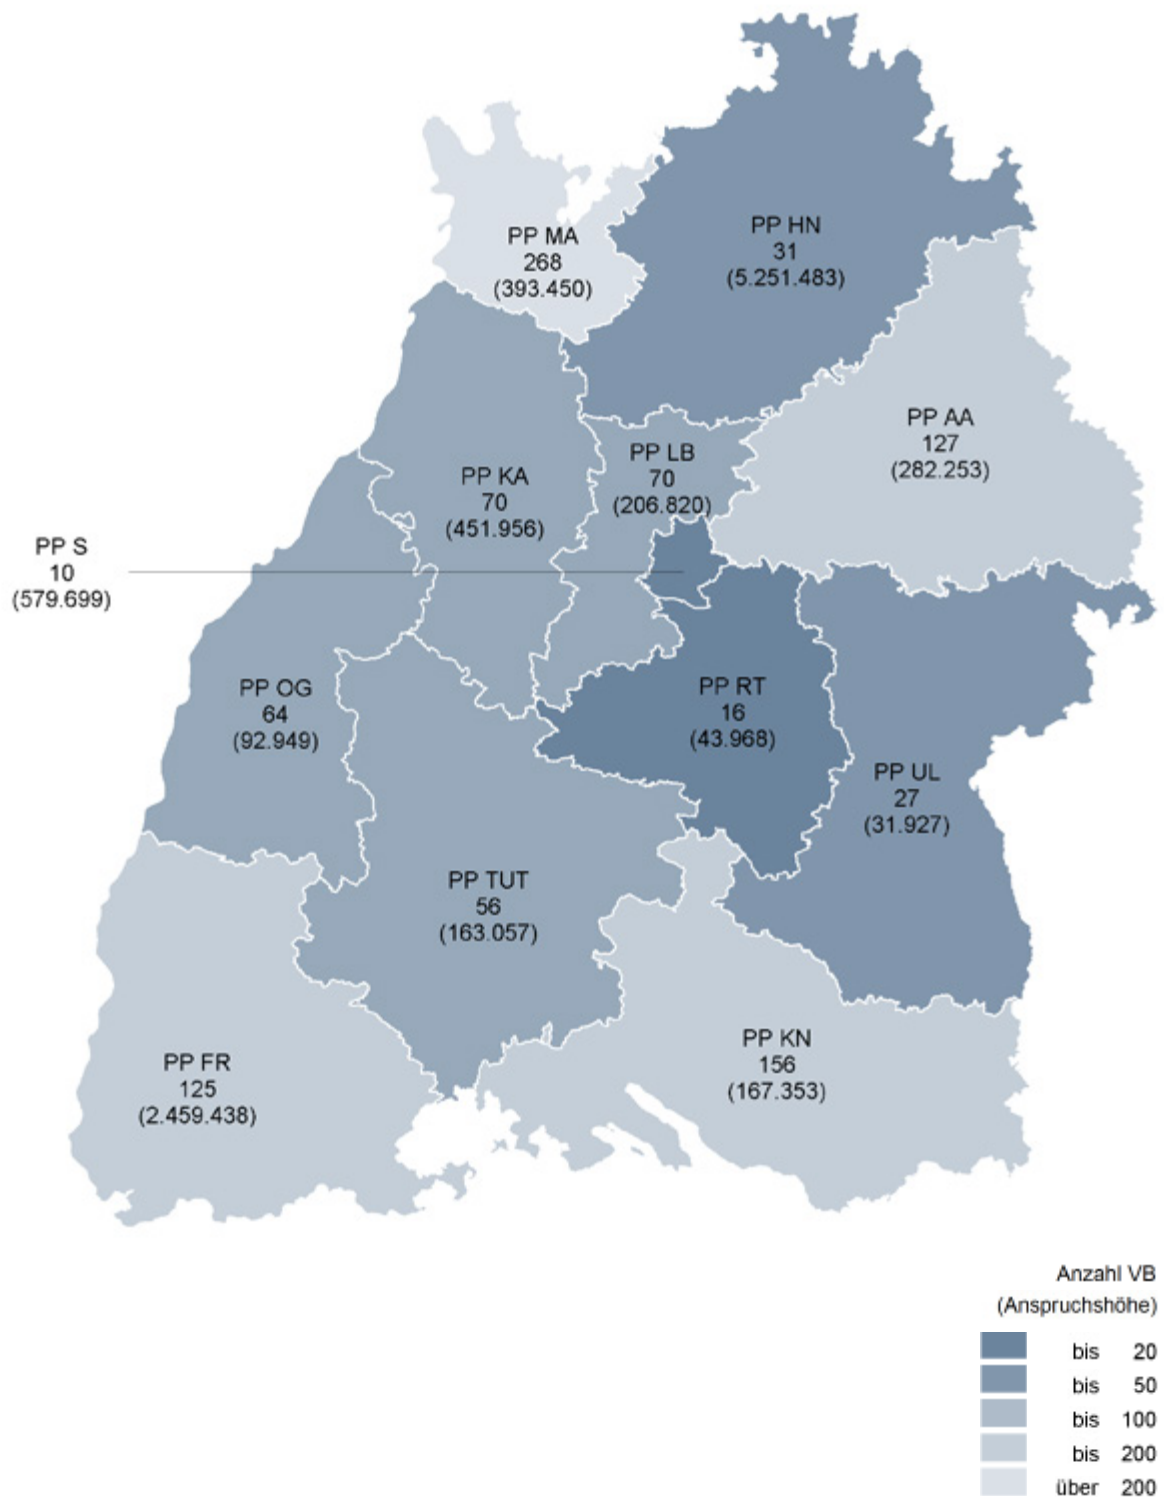 PP HN
31
(5.251.483)
PP MA
268
(393.450)
PP AA
127
(282.253)
PP LB
70
(206.820)
PP KA
70
(451.956)
PP S
10
(579.699)
PP RT
16
(43.968)
PP OG
64
(92.949)
PP UL
27
(31.927)
PP TUT
56
(163.057)
PP KN
156
(167.353)
PP FR
125
(2.459.438)
Anzahl VB
(Anspruchshöhe)
bis 20
bis 50
bis 100
bis 200
über 200